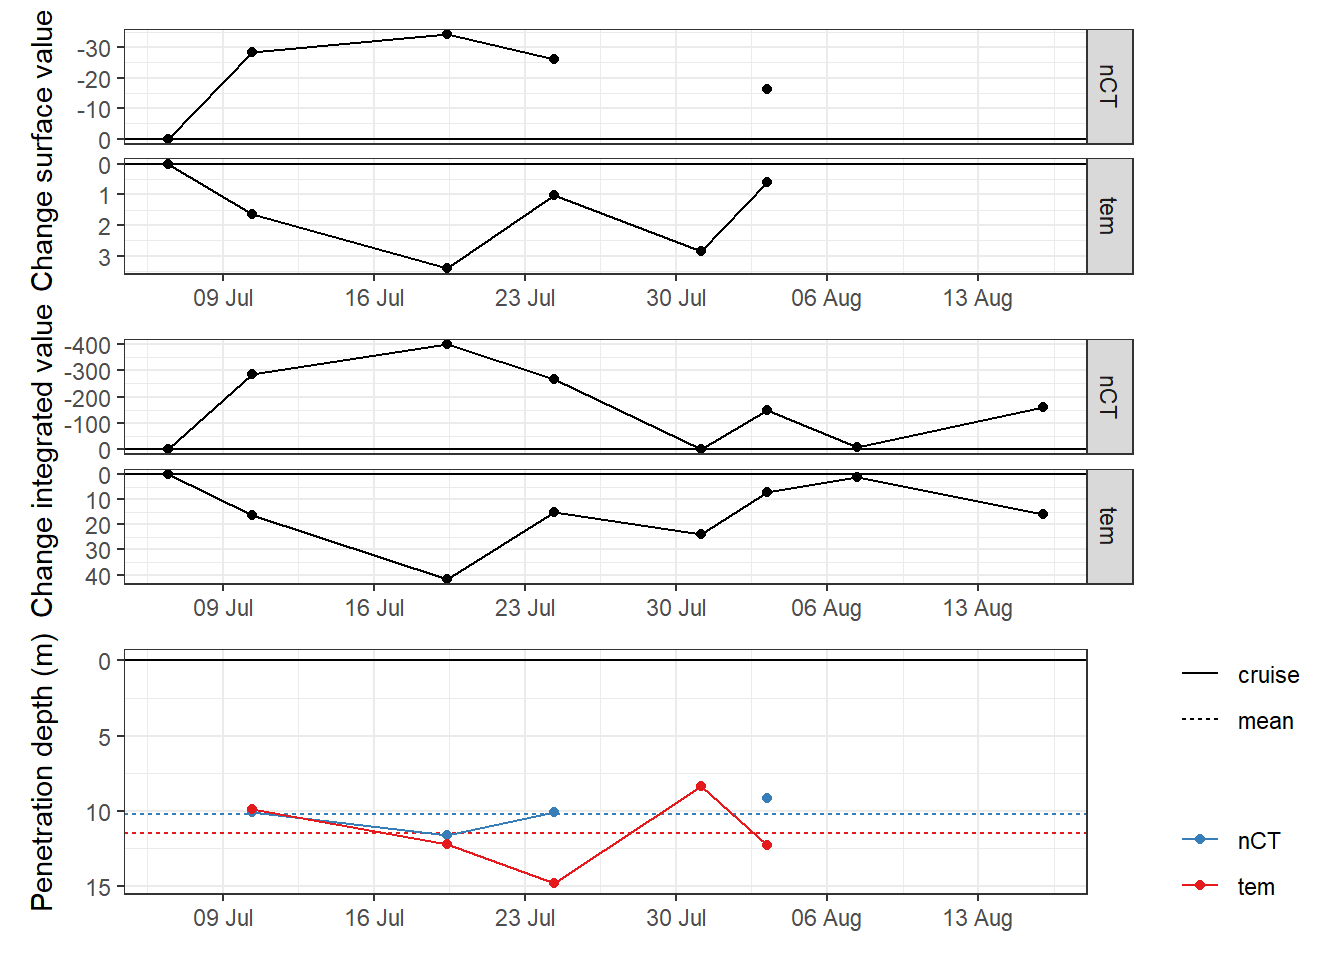 Change surface value
-30
-20
-10
0
nCT
0
1
2
3
tem
09 Jul 16 Jul 23 Jul 30 Jul 06 Aug 13 Aug
Change integrated value
-400
-300
-200
-100
0
nCT
0
10
20
30
40
tem
09 Jul 16 Jul 23 Jul 30 Jul 06 Aug 13 Aug
Penetration depth (m)
0
5
10
15
09 Jul 16 Jul 23 Jul 30 Jul 06 Aug 13 Aug
cruise
mean
nCT
tem